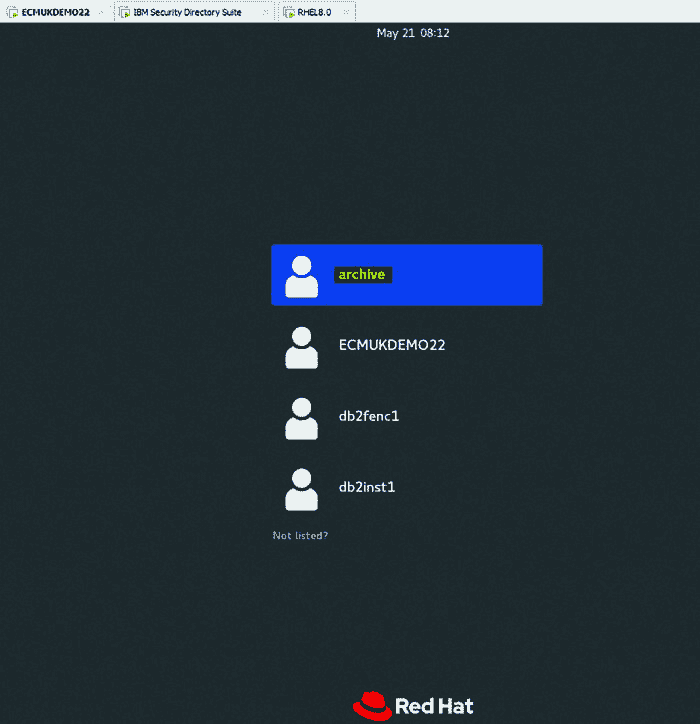 ECMUKDEMO22 IBM Security Directory Suite RHEL8.0
May 21 08:12
archive
ECMUKDEMO22
db2fenc1
db2inst1
Not listed?
Red Hat